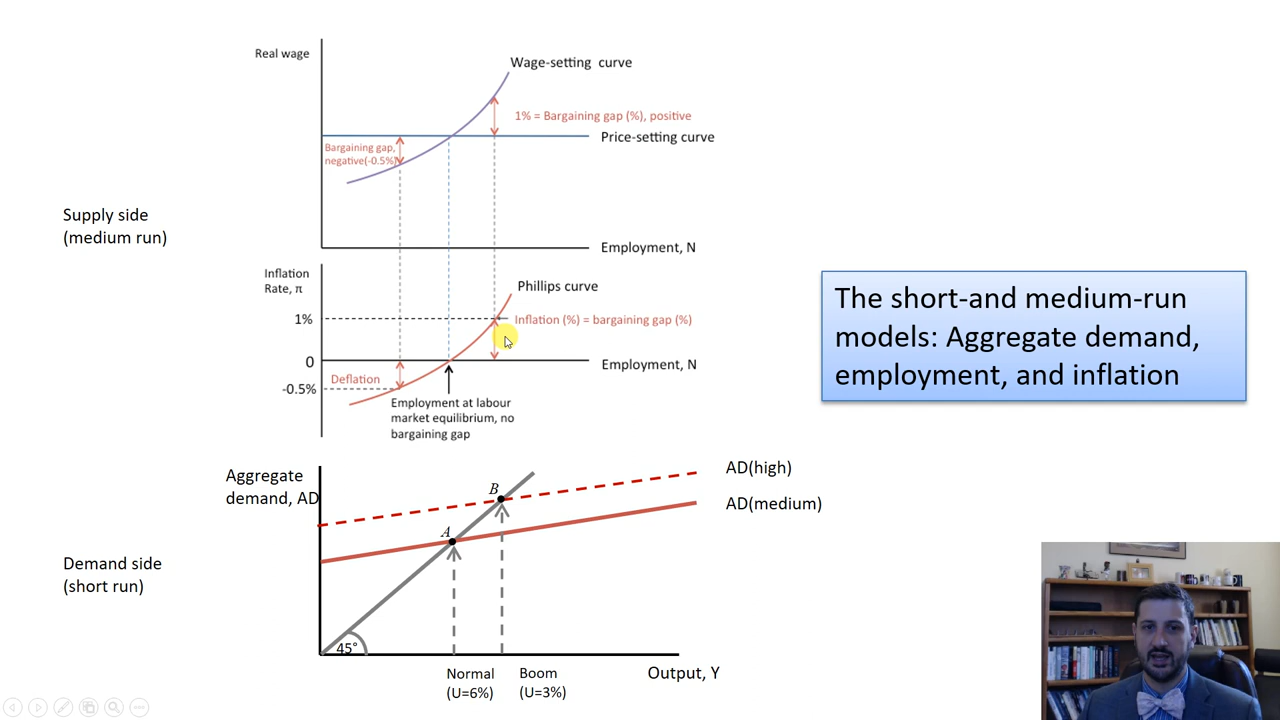 Real wage
Wage-setting curve
1% = Bargaining gap (%), positive
Price-setting curve
Bargaining gap,
negative(-0.5%)
Supply side
(medium run)
Employment, N
Inflation
Rate, π
Phillips curve
1%
Inflation (%) = bargaining gap (%)
0
Employment, N
Deflation
-0.5%
Employment at labour
market equilibrium, no
bargaining gap
The short-and medium-run
models: Aggregate demand,
employment, and inflation
Aggregate
demand, AD
AD(high)
B
AD(medium)
A
Demand side
(short run)
45°
Normal
(U=6%)
Boom
(U=3%)
Output, Y